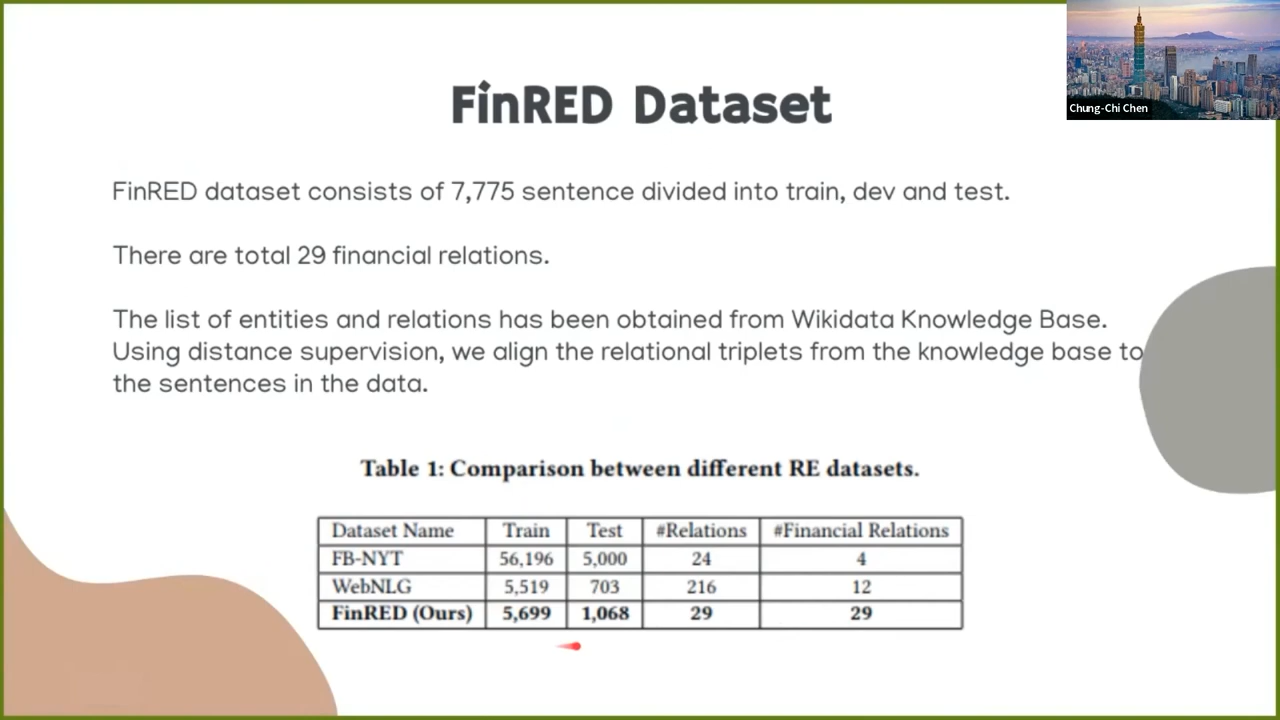 Chung-Chi Chen
FinRED Dataset
FinRED dataset consists of 7,775 sentence divided into train, dev and test.
There are total 29 financial relations.
The list of entities and relations has been obtained from Wikidata Knowledge Base.
Using distance supervision, we align the relational triplets from the knowledge base to
the sentences in the data.
Table 1: Comparison between different RE datasets.
Dataset Name Train Test #Relations #Financial Relations
FB-NYT 56,196 5,000 24 4
WebNLG 5,519 703 216 12
FinRED (Ours) 5,699 1,068 29 29